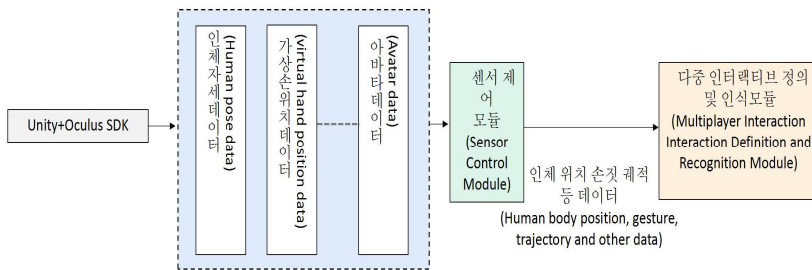 Unity+Oculus SDK
인체자세데이터
(Human pose data)
가상손위치데이터
(virtual hand position data)
아바타데이터
(Avatar data)
센서 제
어
모듈
(Sensor
Control
Module)
인체 위치 손짓 궤적
등 데이터
(Human body position, gesture,
trajectory and other data)
다중 인터랙티브 정의
및 인식모듈
(Multiplayer Interaction
Interaction Definition and
Recognition Module)